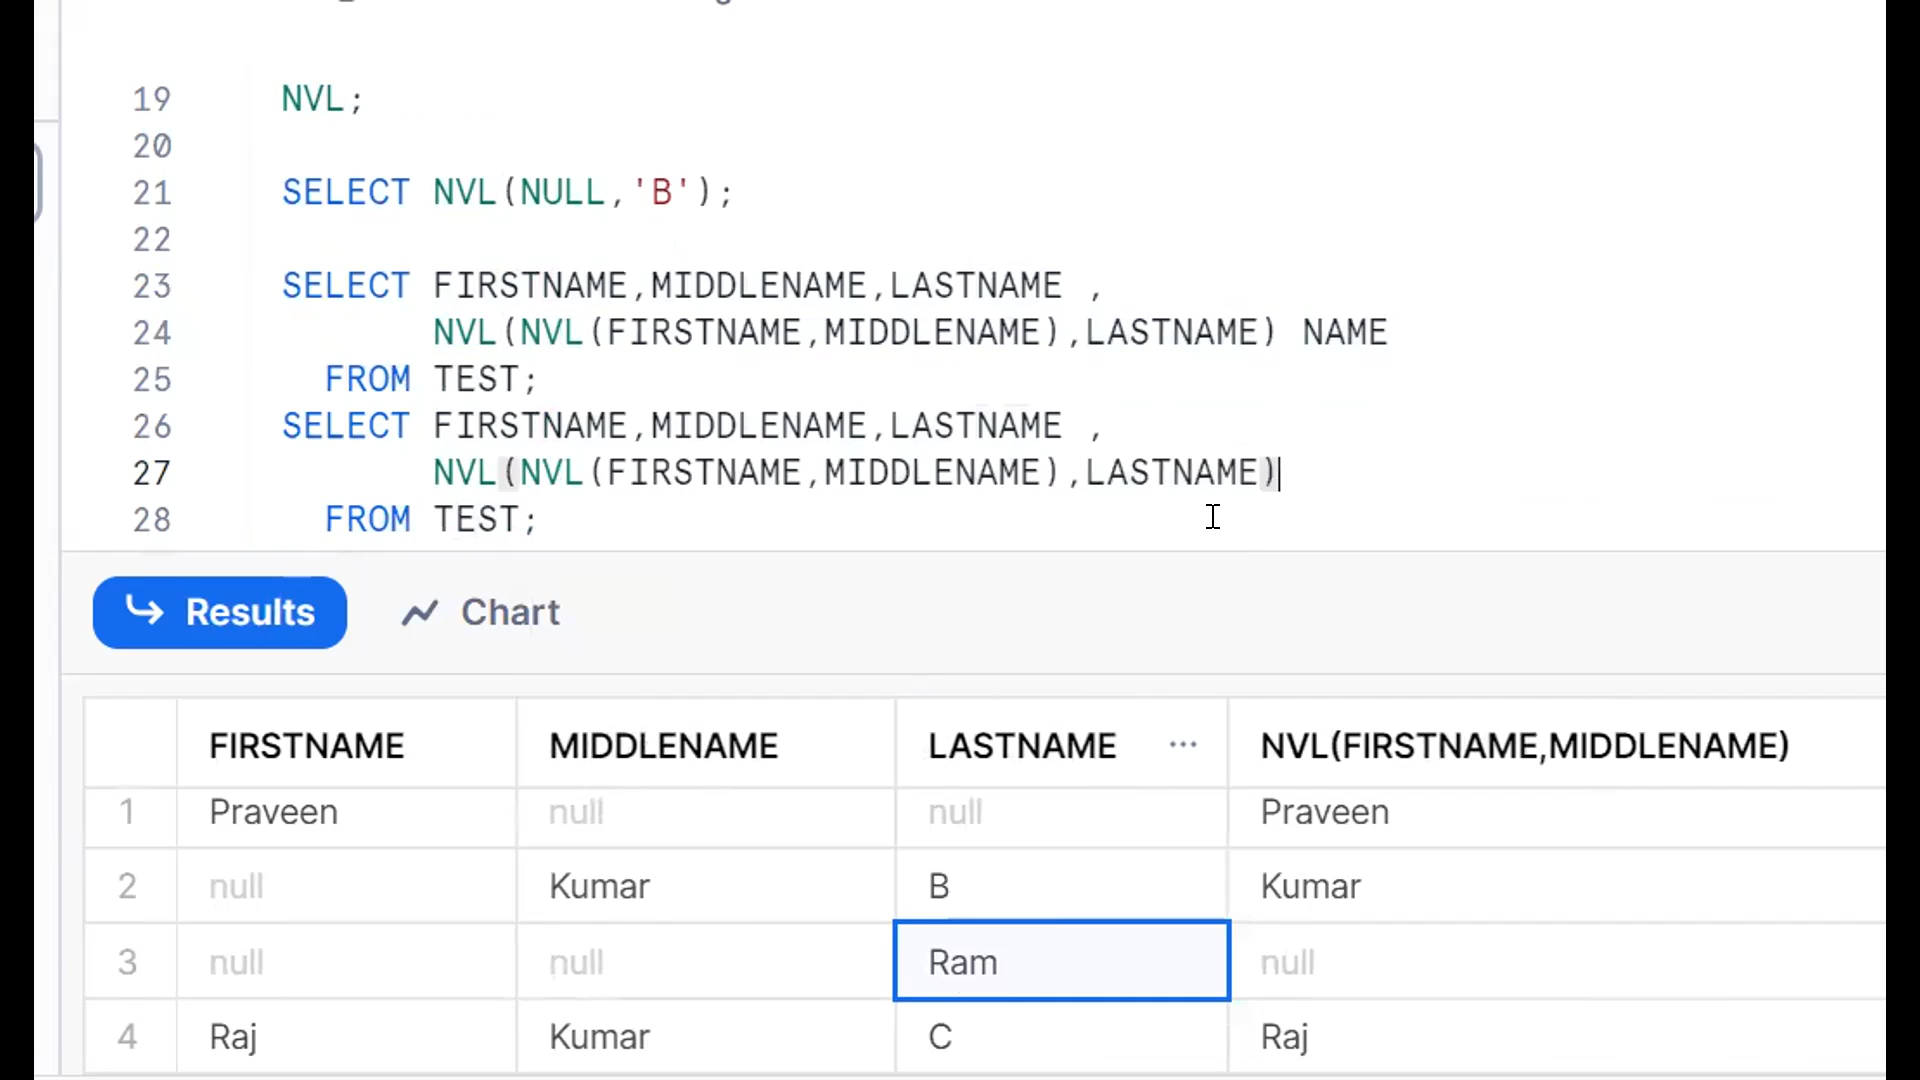 19 NVL;
20
21 SELECT NVL(NULL,'B');
22
23 SELECT FIRSTNAME,MIDDLENAME,LASTNAME ,
24 NVL(NVL(FIRSTNAME,MIDDLENAME),LASTNAME) NAME
25 FROM TEST;
26 SELECT FIRSTNAME,MIDDLENAME,LASTNAME ,
27 NVL(NVL(FIRSTNAME,MIDDLENAME),LASTNAME)
28 FROM TEST;
Results Chart
FIRSTNAME MIDDLENAME LASTNAME ... NVL(FIRSTNAME,MIDDLENAME)
1 Praveen null null Praveen
2 null Kumar B Kumar
3 null null Ram null
4 Raj Kumar C Raj